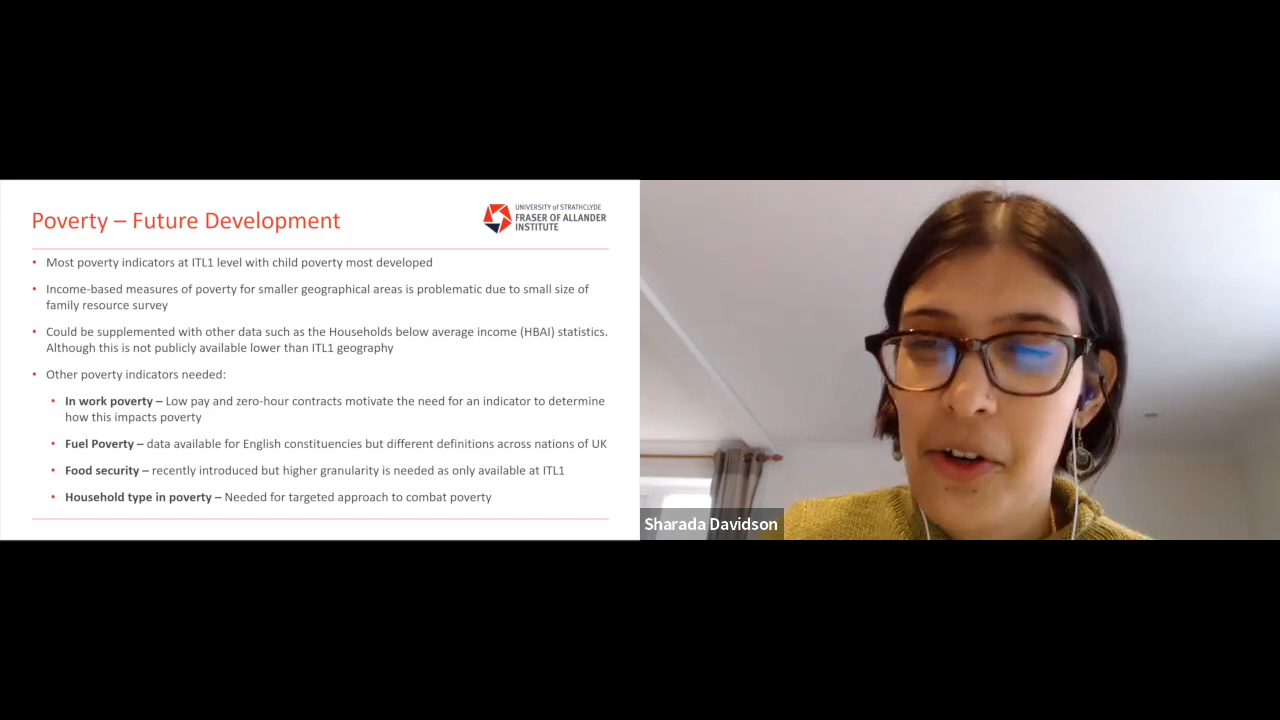 Poverty – Future Development
UNIVERSITY of STRATHCLYDE
FRASER OF ALLANDER
INSTITUTE
• Most poverty indicators at ITL1 level with child poverty most developed
• Income-based measures of poverty for smaller geographical areas is problematic due to small size of
family resource survey
• Could be supplemented with other data such as the Households below average income (HBAI) statistics.
Although this is not publicly available lower than ITL1 geography
• Other poverty indicators needed:
• In work poverty – Low pay and zero-hour contracts motivate the need for an indicator to determine
how this impacts poverty
• Fuel Poverty – data available for English constituencies but different definitions across nations of UK
• Food security – recently introduced but higher granularity is needed as only available at ITL1
• Household type in poverty – Needed for targeted approach to combat poverty
Sharada Davidson